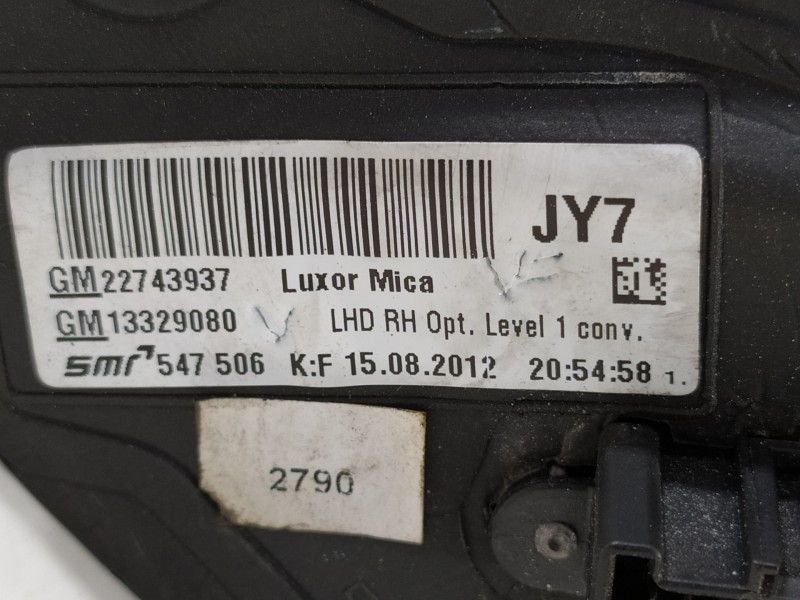 JY7
GM22743937 Luxor Mica
GM13329080 LHD RH Opt. Level 1 conv.
smr 547 506 K:F 15.08.2012 20:54:58 1.
2790